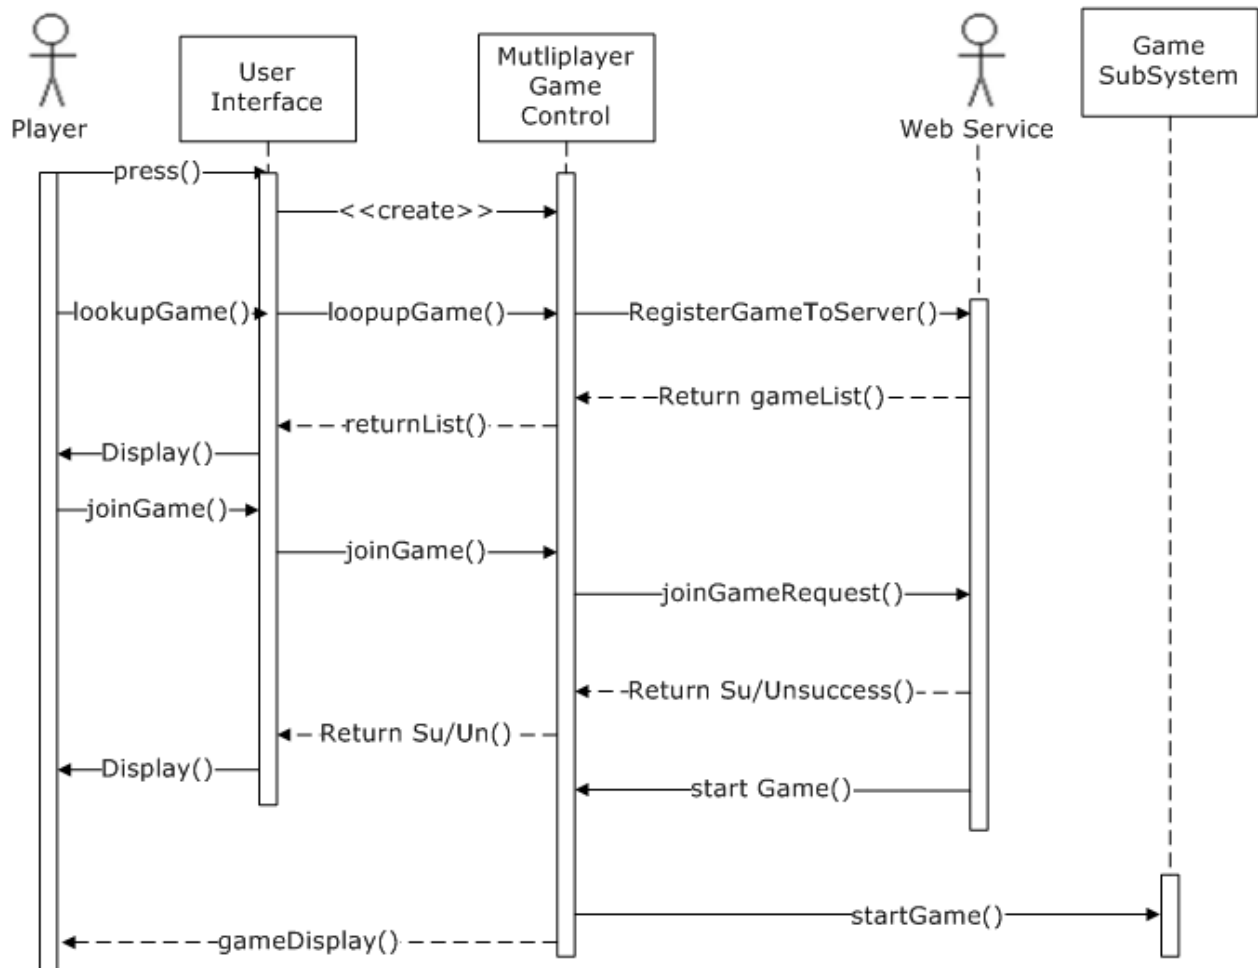 Player
User
Interface
Mutliplayer
Game
Control
Web Service
Game
SubSystem
press()
<<create>>
lookupGame()
loopupGame()
RegisterGameToServer()
Return gameList()
returnList()
Display()
joinGame()
joinGame()
joinGameRequest()
Return Su/Unsuccess()
Return Su/Un()
Display()
start Game()
startGame()
gameDisplay()